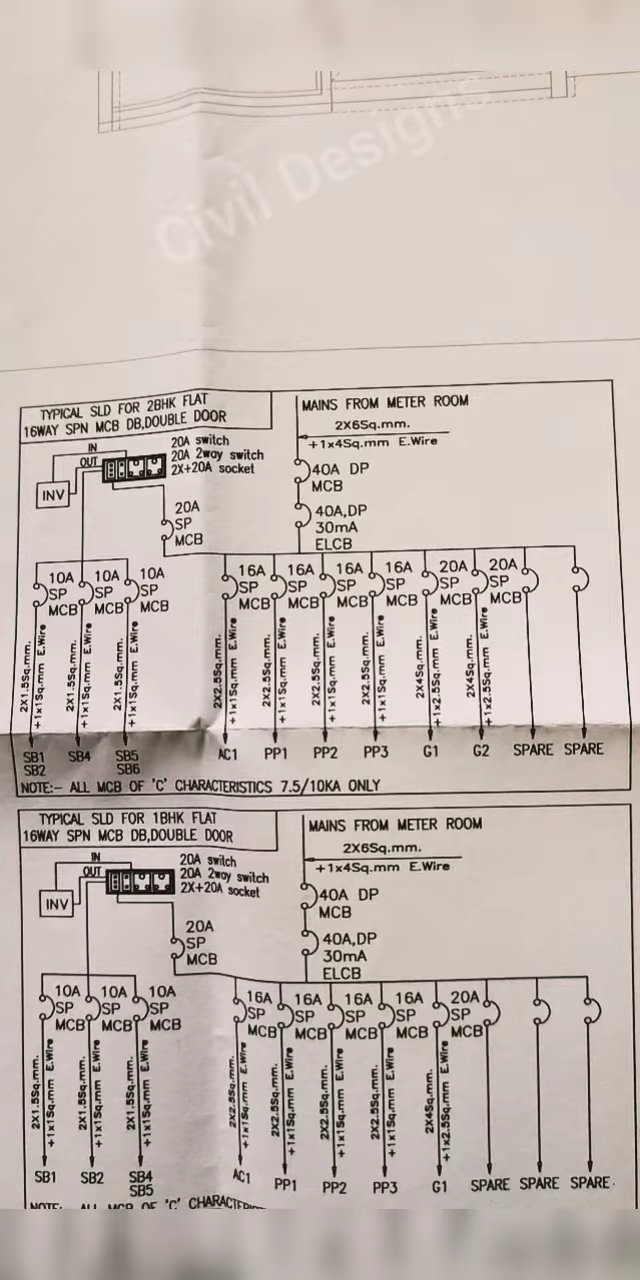 Civil Designs
TYPICAL SLD FOR 2BHK FLAT
16WAY SPN MCB DB,DOUBLE DOOR
MAINS FROM METER ROOM
2X6Sq.mm.
+1x4Sq.mm E.Wire
IN
OUT
INV
20A switch
20A 2way switch
2X+20A socket
40A DP
MCB
20A
SP
MCB
40A,DP
30mA
ELCB
10A
SP
MCB
10A
SP
MCB
10A
SP
MCB
16A
SP
MCB
16A
SP
MCB
16A
SP
MCB
16A
SP
MCB
20A
SP
MCB
20A
SP
MCB
2X1.5Sq.mm.
+1x1Sq.mm E.Wire
2X1.5Sq.mm.
+1x1Sq.mm E.Wire
2X1.5Sq.mm.
+1x1Sq.mm E.Wire
2X2.5Sq.mm.
+1x1Sq.mm E.Wire
2X2.5Sq.mm.
+1x1Sq.mm E.Wire
2X2.5Sq.mm.
+1x1Sq.mm E.Wire
2X2.5Sq.mm.
+1x1Sq.mm E.Wire
2X4Sq.mm.
+1x2.5Sq.mm E.Wire
2X4Sq.mm.
+1x2.5Sq.mm E.Wire
SB1
SB2
SB4
SB5
SB6
AC1
PP1
PP2
PP3
G1
G2
SPARE
SPARE
NOTE:- ALL MCB OF 'C' CHARACTERISTICS 7.5/10KA ONLY
TYPICAL SLD FOR 1BHK FLAT
16WAY SPN MCB DB,DOUBLE DOOR
MAINS FROM METER ROOM
2X6Sq.mm.
+1x4Sq.mm E.Wire
IN
OUT
INV
20A switch
20A 2way switch
2X+20A socket
40A DP
MCB
20A
SP
MCB
40A,DP
30mA
ELCB
10A
SP
MCB
10A
SP
MCB
10A
SP
MCB
16A
SP
MCB
16A
SP
MCB
16A
SP
MCB
16A
SP
MCB
20A
SP
MCB
2X1.5Sq.mm.
+1x1Sq.mm E.Wire
2X1.5Sq.mm.
+1x1Sq.mm E.Wire
2X1.5Sq.mm.
+1x1Sq.mm E.Wire
2X2.5Sq.mm.
+1x1Sq.mm E.Wire
2X2.5Sq.mm.
+1x1Sq.mm E.Wire
2X2.5Sq.mm.
+1x1Sq.mm E.Wire
2X2.5Sq.mm.
+1x1Sq.mm E.Wire
2X4Sq.mm.
+1x2.5Sq.mm E.Wire
SB1
SB2
SB4
SB5
AC1
PP1
PP2
PP3
G1
SPARE
SPARE
SPARE
NOTE:- ALL MCB OF 'C'